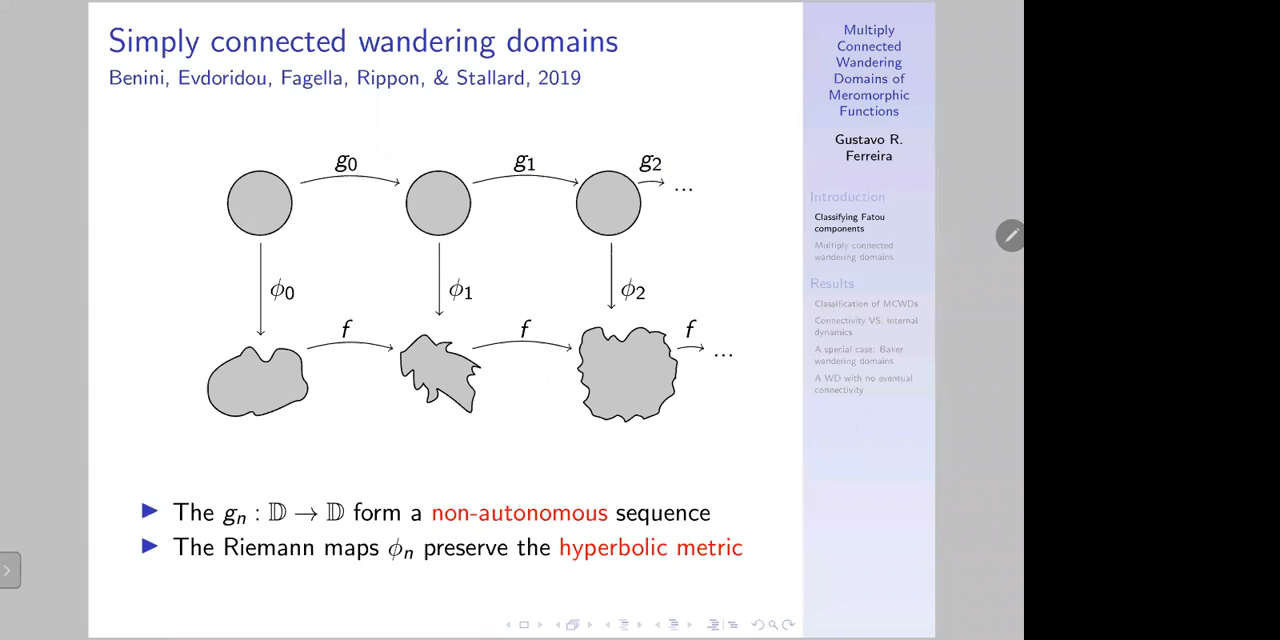 Simply connected wandering domains
Benini, Evdoridou, Fagella, Rippon, & Stallard, 2019
g₀
g₁
g₂
...
ϕ₀
ϕ₁
ϕ₂
f
f
f
...
▶ The gₙ : 𝔻 → 𝔻 form a non-autonomous sequence
▶ The Riemann maps ϕₙ preserve the hyperbolic metric
Multiply
Connected
Wandering
Domains of
Meromorphic
Functions
Gustavo R.
Ferreira
Introduction
Classifying Fatou
components
Multiply connected
wandering domains
Results
Classification of MCWDs
Connectivity VS. internal
dynamics
A special case: Baker
wandering domains
A WD with no eventual
connectivity